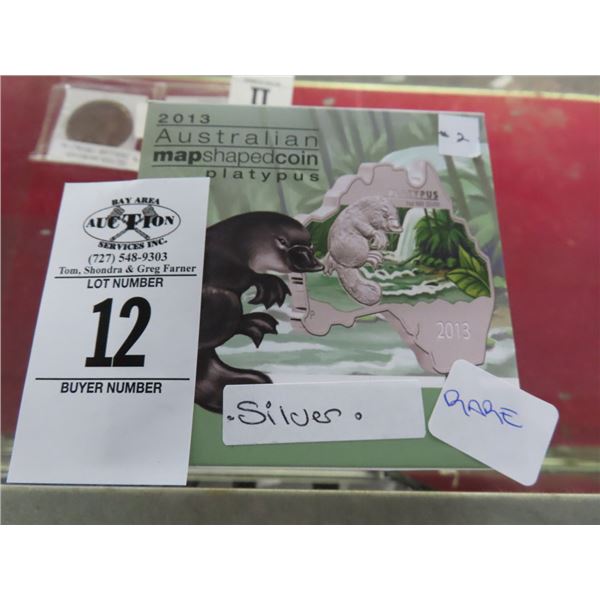 II
2013
Australian
mapshapedcoin
platypus
#2
PLATYPUS
2013
BAY AREA
AUCTION
SERVICES INC.
(727) 548-9303
Tom, Shondra & Greg Farner
LOT NUMBER
12
BUYER NUMBER
.Silver.
RARE